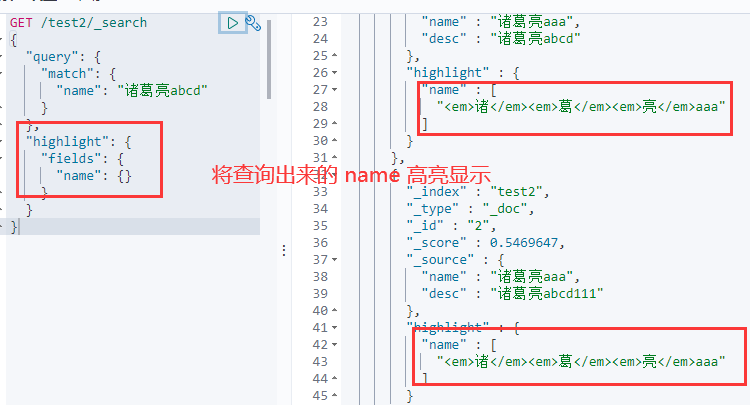 GET /test2/_search
{
"query": {
"match": {
"name": "诸葛亮abcd"
}
},
"highlight": {
"fields": {
"name": {}
}
}
}
将查询出来的 name 高亮显示
23 "name" : "诸葛亮aaa",
24 "desc" : "诸葛亮abcd"
25 },
26 "highlight" : {
27 "name" : [
28 "<em>诸</em><em>葛</em><em>亮</em>aaa"
29 ]
30 }
31 },
32 {
33 "_index" : "test2",
34 "_type" : "_doc",
35 "_id" : "2",
36 "_score" : 0.5469647,
37 "_source" : {
38 "name" : "诸葛亮aaa",
39 "desc" : "诸葛亮abcd111"
40 },
41 "highlight" : {
42 "name" : [
43 "<em>诸</em><em>葛</em><em>亮</em>aaa"
44 ]
45 }